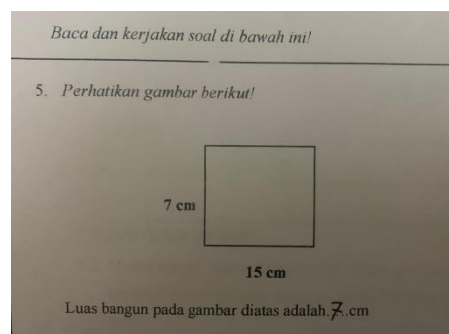 Baca dan kerjakan soal di bawah ini!
5. Perhatikan gambar berikut!
7 cm
15 cm
Luas bangun pada gambar diatas adalah.7..cm